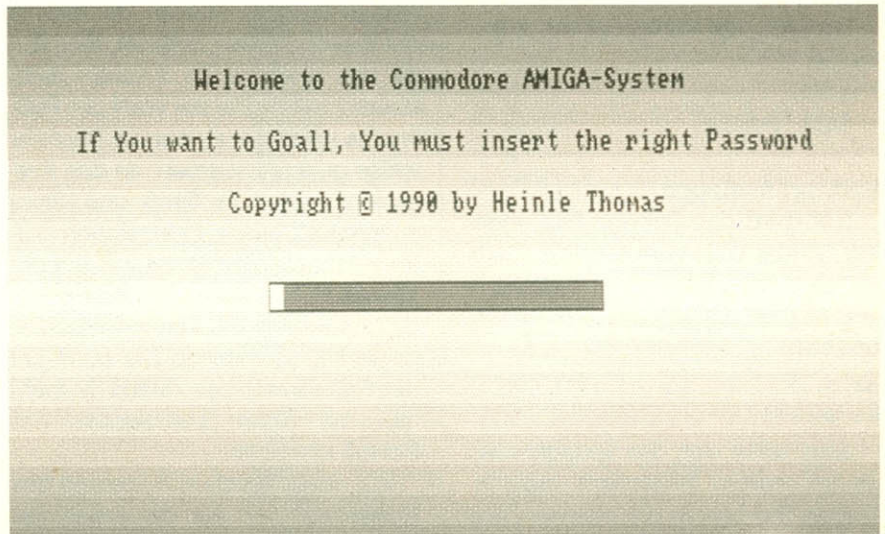 Welcome to the Commodore AMIGA-System
If You want to Goall, You must insert the right Password
Copyright © 1990 by Heinle Thomas